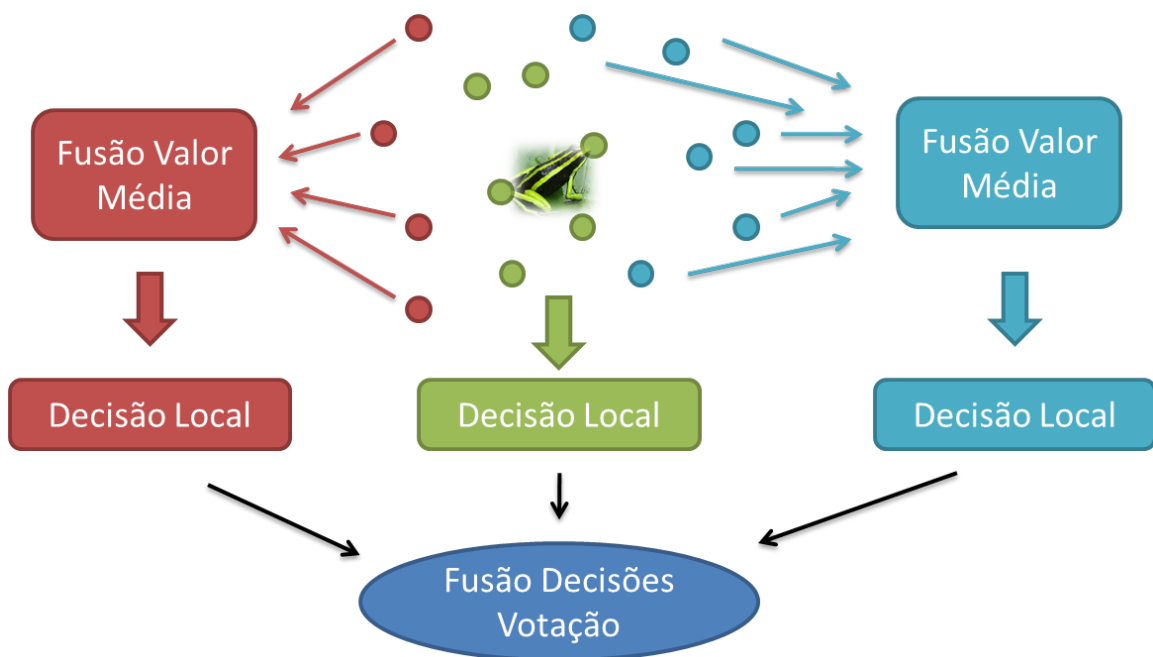 Fusão Valor
Média
Fusão Valor
Média
Decisão Local
Decisão Local
Decisão Local
Fusão Decisões
Votação